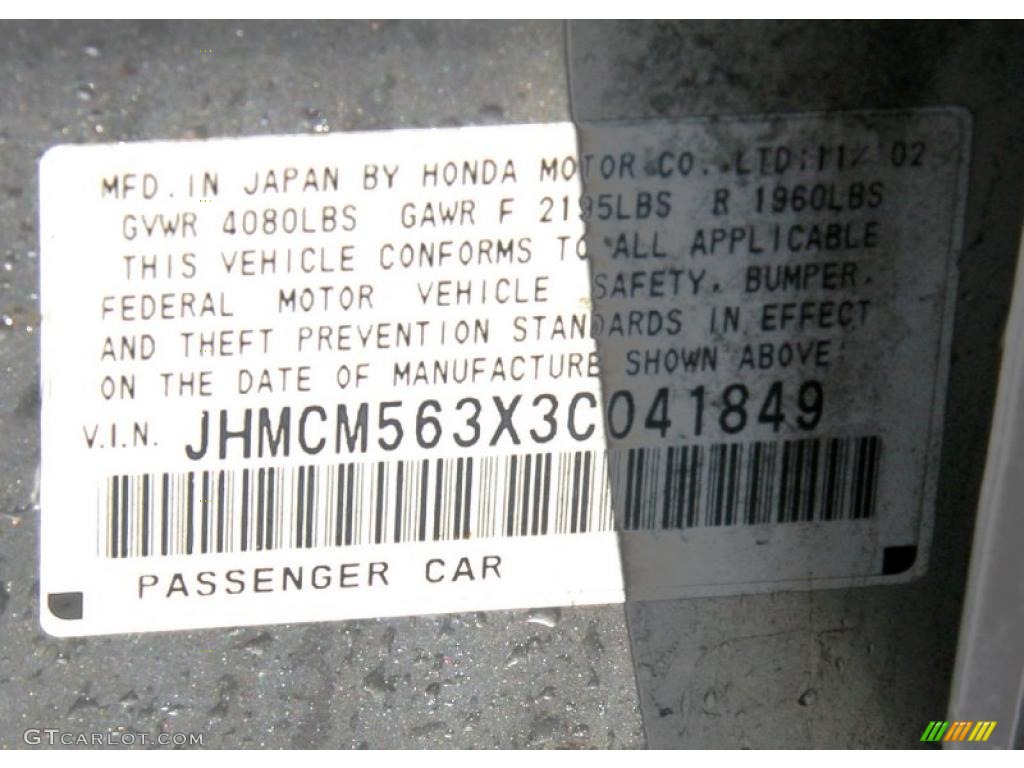 MFD. IN JAPAN BY HONDA MOTOR CO., LTD. 11/ 02
GVWR 4080LBS GAWR F 2195LBS R 1960LBS
THIS VEHICLE CONFORMS TO ALL APPLICABLE
FEDERAL MOTOR VEHICLE SAFETY, BUMPER,
AND THEFT PREVENTION STANDARDS IN EFFECT
ON THE DATE OF MANUFACTURE SHOWN ABOVE
V.I.N. JHMCM563X3C041849
PASSENGER CAR
GTCARLOT.COM